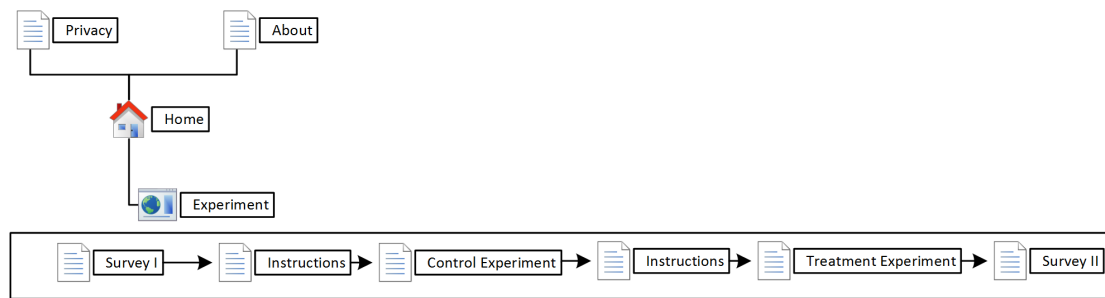 Privacy
About
Home
Experiment
Survey I
Instructions
Control Experiment
Instructions
Treatment Experiment
Survey II